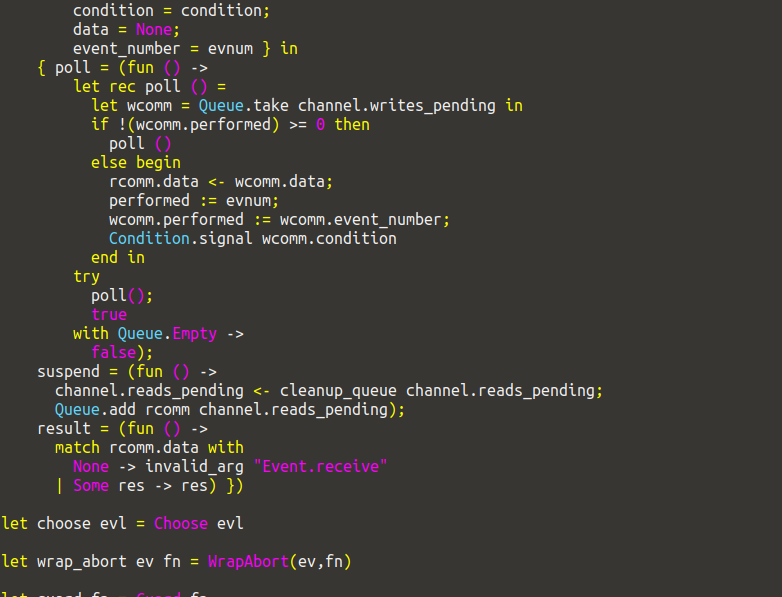 condition = condition;
        data = None;
        event_number = evnum } in
    { poll = (fun () ->
        let rec poll () =
          let wcomm = Queue.take channel.writes_pending in
          if !(wcomm.performed) >= 0 then
            poll ()
          else begin
            rcomm.data <- wcomm.data;
            performed := evnum;
            wcomm.performed := wcomm.event_number;
            Condition.signal wcomm.condition
          end in
        try
          poll();
          true
        with Queue.Empty ->
          false);
    suspend = (fun () ->
      channel.reads_pending <- cleanup_queue channel.reads_pending;
      Queue.add rcomm channel.reads_pending);
    result = (fun () ->
      match rcomm.data with
        None -> invalid_arg "Event.receive"
      | Some res -> res) })
let choose evl = Choose evl
let wrap_abort ev fn = WrapAbort(ev,fn)